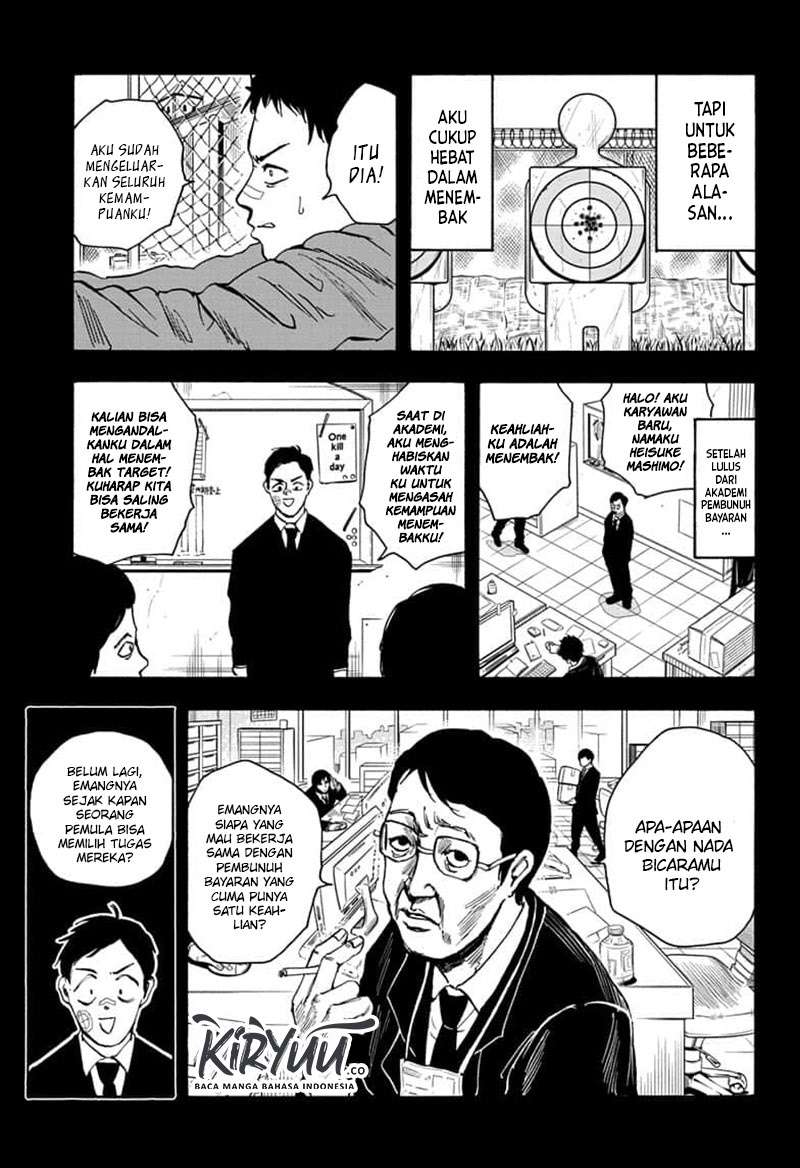 TAPI
UNTUK
BEBE-
RAPA
ALA-
SAN...
AKU
CUKUP
HEBAT
DALAM
MENEM-
BAK
ITU
DIA!
AKU SUDAH
MENGELUAR-
KAN SELURUH
KEMAM-
PUANKU!
SETELAH
LULUS
DARI
AKADEMI
PEMBUNUH
BAYARAN
...
HALO! AKU
KARYAWAN
BARU,
NAMAKU
HEISUKE
MASHIMO!
KEAHLIAH-
KU ADALAH
MENEMBAK!
SAAT DI
AKADEMI,
AKU MENG-
HABISKAN
WAKTU
KU UNTUK
MENGASAH
KEMAMPUAN
MENEM-
BAKKU!
One
kill
a
day
KALIAN BISA
MENGANDAL-
KANKU DALAM
HAL MENEM-
BAK TARGET!
KUHARAP KITA
BISA SALING
BEKERJA
SAMA!
APA-APAAN
DENGAN NADA
BICARAMU
ITU?
EMANGNYA
SIAPA YANG
MAU BEKERJA
SAMA DENGAN
PEMBUNUH
BAYARAN YANG
CUMA PUNYA
SATU KEAH-
LIAN?
BELUM LAGI,
EMANGNYA
SEJAK KAPAN
SEORANG
PEMULA BISA
MEMILIH TUGAS
MEREKA?
KIRYUU.CO
BACA MANGA BAHASA INDONESIA